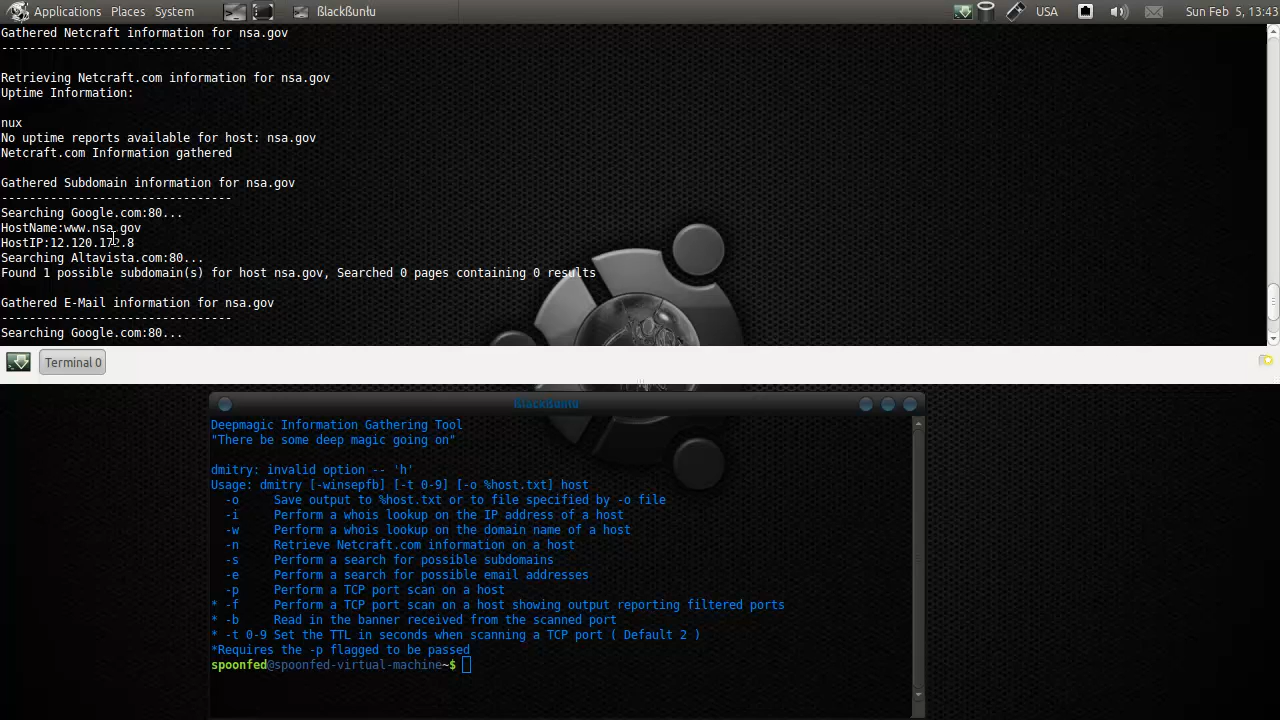 Applications Places System ßlackßunłu USA Sun Feb 5, 13:43
Gathered Netcraft information for nsa.gov
---------------------------------
Retrieving Netcraft.com information for nsa.gov
Uptime Information:
nux
No uptime reports available for host: nsa.gov
Netcraft.com Information gathered
Gathered Subdomain information for nsa.gov
---------------------------------
Searching Google.com:80...
HostName:www.nsa.gov
HostIP:12.120.172.8
Searching Altavista.com:80...
Found 1 possible subdomain(s) for host nsa.gov, Searched 0 pages containing 0 results
Gathered E-Mail information for nsa.gov
---------------------------------
Searching Google.com:80...
Terminal 0
ßlackßunłu
Deepmagic Information Gathering Tool
"There be some deep magic going on"
dmitry: invalid option -- 'h'
Usage: dmitry [-winsepfb] [-t 0-9] [-o %host.txt] host
-o Save output to %host.txt or to file specified by -o file
-i Perform a whois lookup on the IP address of a host
-w Perform a whois lookup on the domain name of a host
-n Retrieve Netcraft.com information on a host
-s Perform a search for possible subdomains
-e Perform a search for possible email addresses
-p Perform a TCP port scan on a host
* -f Perform a TCP port scan on a host showing output reporting filtered ports
* -b Read in the banner received from the scanned port
* -t 0-9 Set the TTL in seconds when scanning a TCP port ( Default 2 )
*Requires the -p flagged to be passed
spoonfed@spoonfed-virtual-machine~$